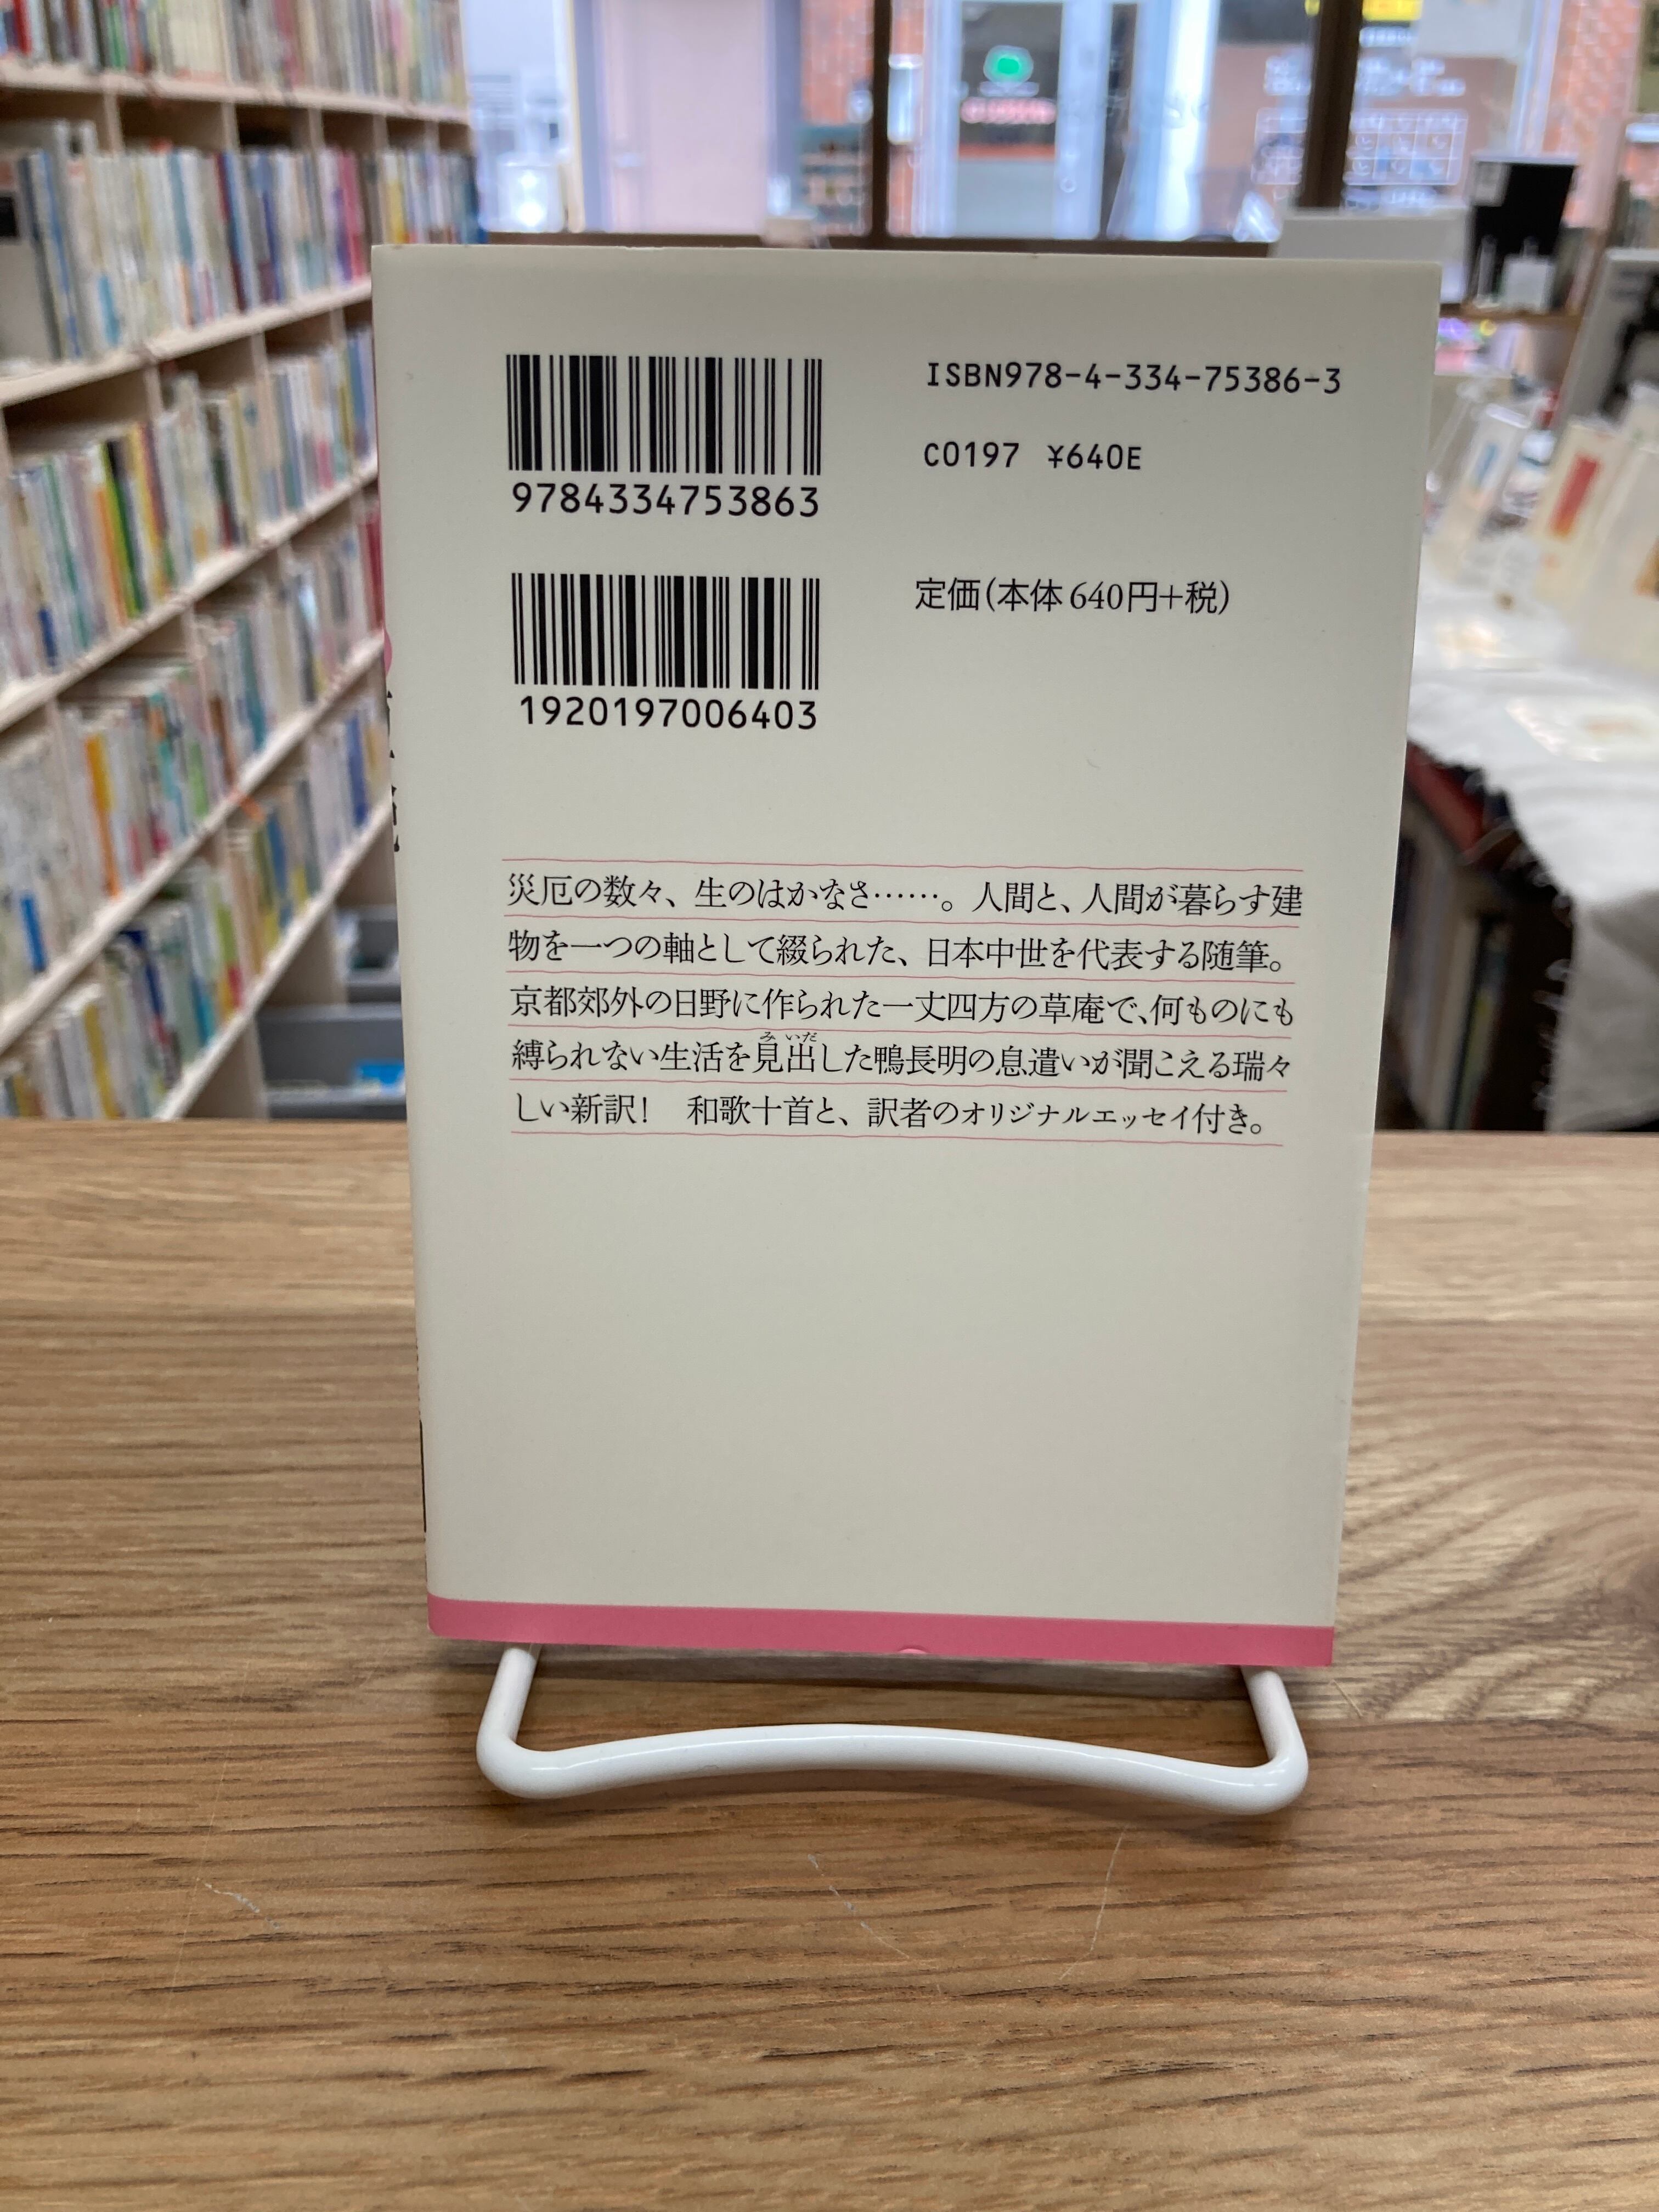 ISBN978-4-334-75386-3
C0197 ¥640E
9784334753863
定価(本体640円+税)
1920197006403
災厄の数々、生のはかなさ……。人間と、人間が暮らす建
物を一つの軸として綴られた、日本中世を代表する随筆。
京都郊外の日野に作られた一丈四方の草庵で、何ものにも
縛られない生活を見出した鴨長明の息遣いが聞こえる瑞々
しい新訳！　和歌十首と、訳者のオリジナルエッセイ付き。